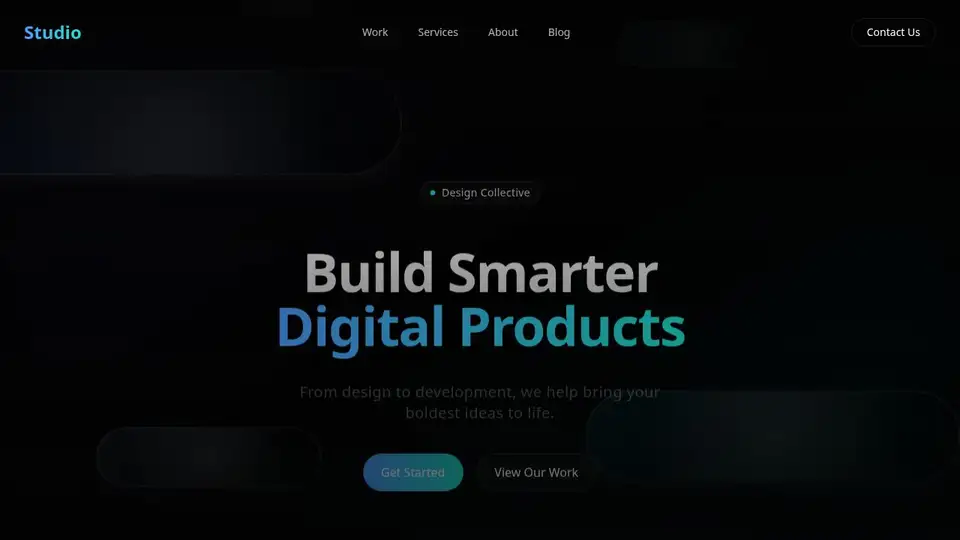 Studio
Work
Services
About
Blog
Contact Us
Design Collective
Build Smarter
Digital Products
From design to development, we help bring your
boldest ideas to life.
Get Started
View Our Work